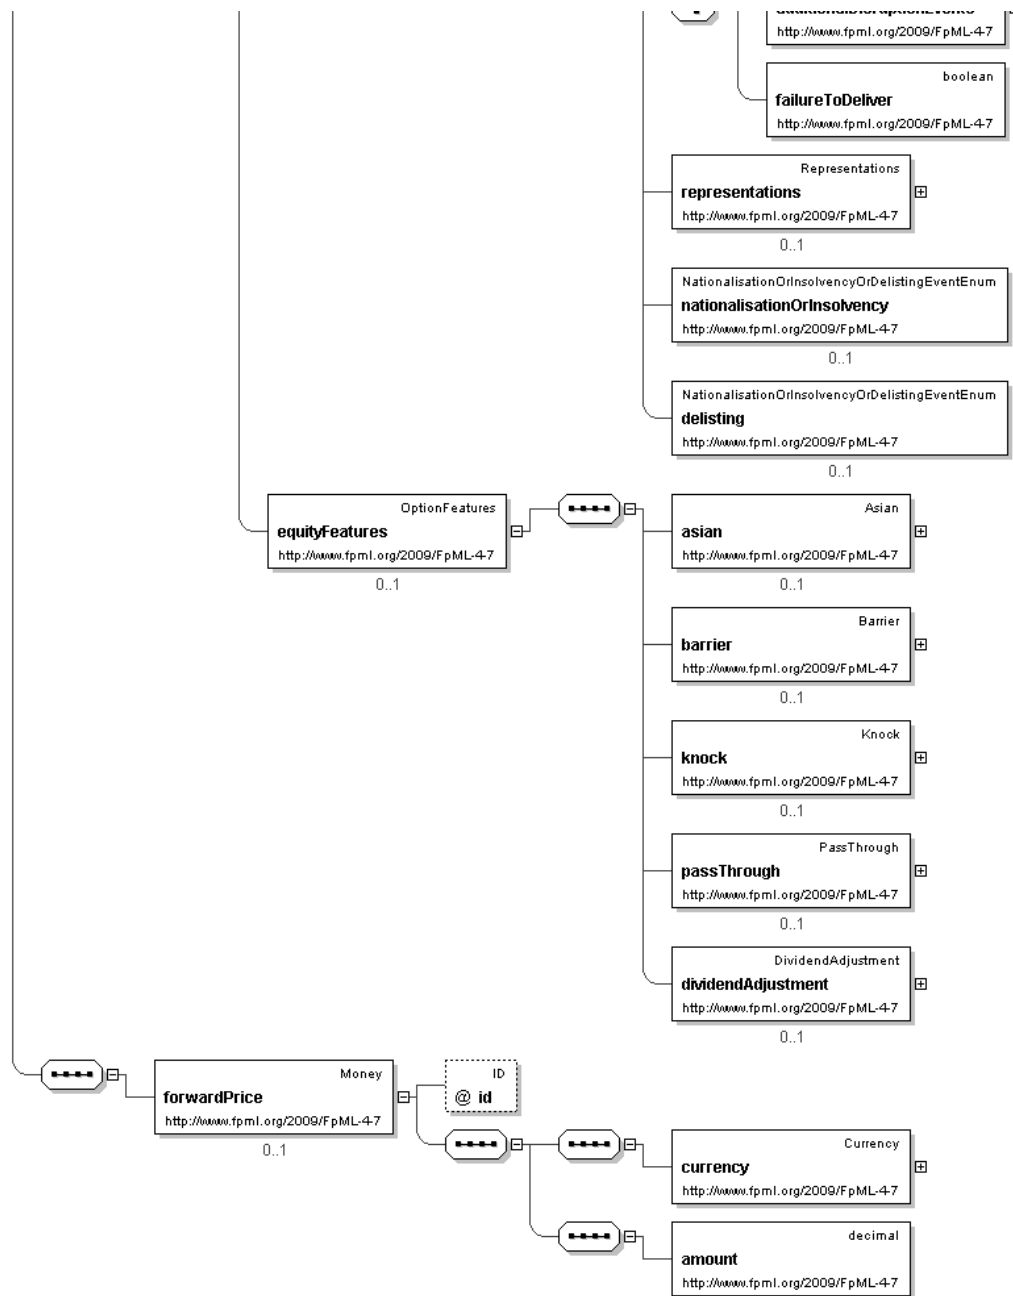 additionalDisruptionEvents
http://www.fpml.org/2009/FpML-4-7
boolean
failureToDeliver
http://www.fpml.org/2009/FpML-4-7
Representations
representations
http://www.fpml.org/2009/FpML-4-7
0..1
NationalisationOrInsolvencyOrDelistingEventEnum
nationalisationOrInsolvency
http://www.fpml.org/2009/FpML-4-7
0..1
NationalisationOrInsolvencyOrDelistingEventEnum
delisting
http://www.fpml.org/2009/FpML-4-7
0..1
OptionFeatures
equityFeatures
http://www.fpml.org/2009/FpML-4-7
0..1
Asian
asian
http://www.fpml.org/2009/FpML-4-7
0..1
Barrier
barrier
http://www.fpml.org/2009/FpML-4-7
0..1
Knock
knock
http://www.fpml.org/2009/FpML-4-7
0..1
PassThrough
passThrough
http://www.fpml.org/2009/FpML-4-7
0..1
DividendAdjustment
dividendAdjustment
http://www.fpml.org/2009/FpML-4-7
0..1
Money
forwardPrice
http://www.fpml.org/2009/FpML-4-7
0..1
ID
@ id
Currency
currency
http://www.fpml.org/2009/FpML-4-7
decimal
amount
http://www.fpml.org/2009/FpML-4-7